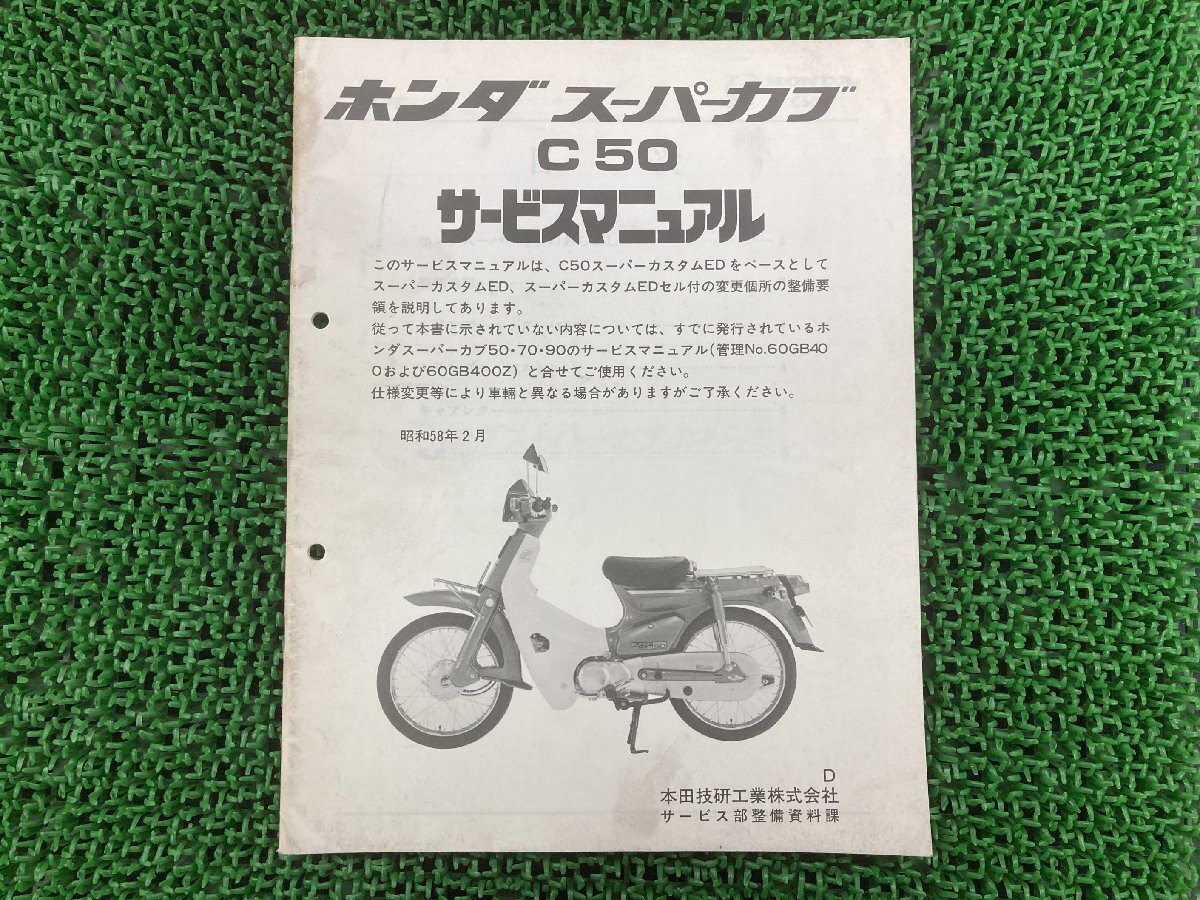 ホンダ スーパーカブ
C50
サービスマニュアル
このサービスマニュアルは、C50スーパーカスタムEDをベースとして
スーパーカスタムED、スーパーカスタムEDセル付の変更個所の整備要
領を説明してあります。
従って本書に示されていない内容については、すでに発行されているホ
ンダスーパーカブ50・70・90のサービスマニュアル(管理No.60GB40
0および60GB400Z)と合せてご使用ください。
仕様変更等により車輛と異なる場合がありますがご了承ください。
昭和58年2月
D
本田技研工業株式会社
サービス部整備資料課